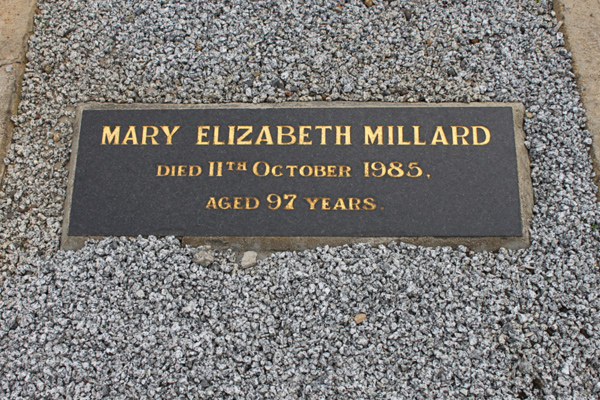 MARY ELIZABETH MILLARD
DIED 11TH OCTOBER 1985.
AGED 97 YEARS.